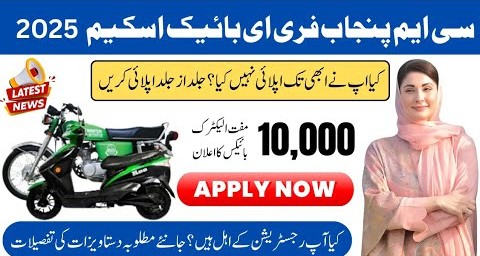 سی ایم پنجاب فری ای بائیک اسکیم 2025
LATEST
NEWS
کیا اپ نے ابھی تک اپلائی نہیں کیا؟ جلد از جلد اپلائی کریں
10,000
مفت الیکٹرک
بائیکس کا اعلان
APPLY NOW
کیا آپ رجسٹریشن کے اہل ہیں؟ جانئے مطلوبہ دستاویزات کی تفصیلات